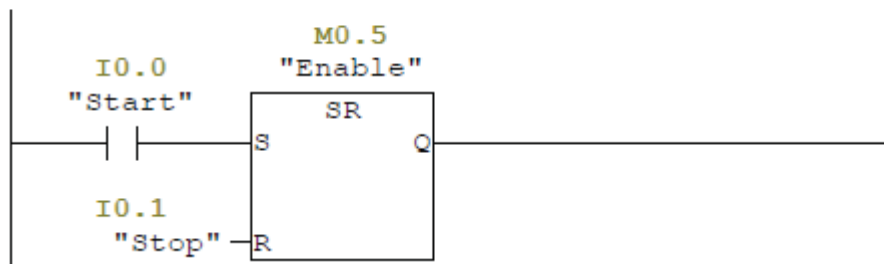 M0.5
I0.0
"Enable"
"Start"
SR
S
Q
I0.1
"Stop"
R